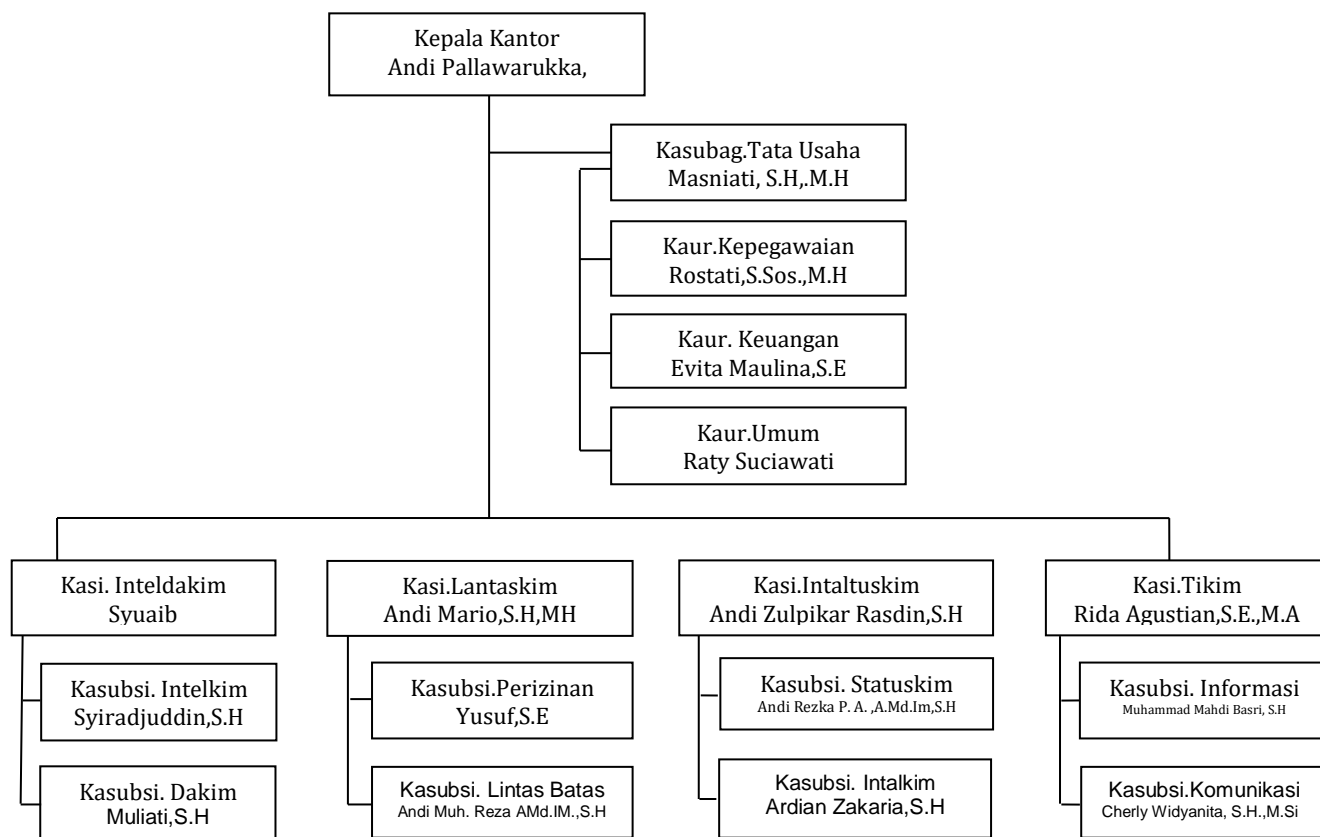 Kepala Kantor
Andi Pallawarukka,
Kasubag.Tata Usaha
Masniati, S.H,.M.H
Kaur.Kepegawaian
Rostati,S.Sos.,M.H
Kaur. Keuangan
Evita Maulina,S.E
Kaur.Umum
Raty Suciawati
Kasi. Inteldakim
Syuaib
Kasubsi. Intelkim
Syiradjuddin,S.H
Kasubsi. Dakim
Muliati,S.H
Kasi.Lantaskim
Andi Mario,S.H,MH
Kasubsi.Perizinan
Yusuf,S.E
Kasubsi. Lintas Batas
Andi Muh. Reza AMd.IM.,S.H
Kasi.Intaltuskim
Andi Zulpikar Rasdin,S.H
Kasubsi. Statuskim
Andi Rezka P. A. ,A.Md.Im,S.H
Kasubsi. Intalkim
Ardian Zakaria,S.H
Kasi.Tikim
Rida Agustian,S.E.,M.A
Kasubsi. Informasi
Muhammad Mahdi Basri, S.H
Kasubsi.Komunikasi
Cherly Widyanita, S.H.,M.Si